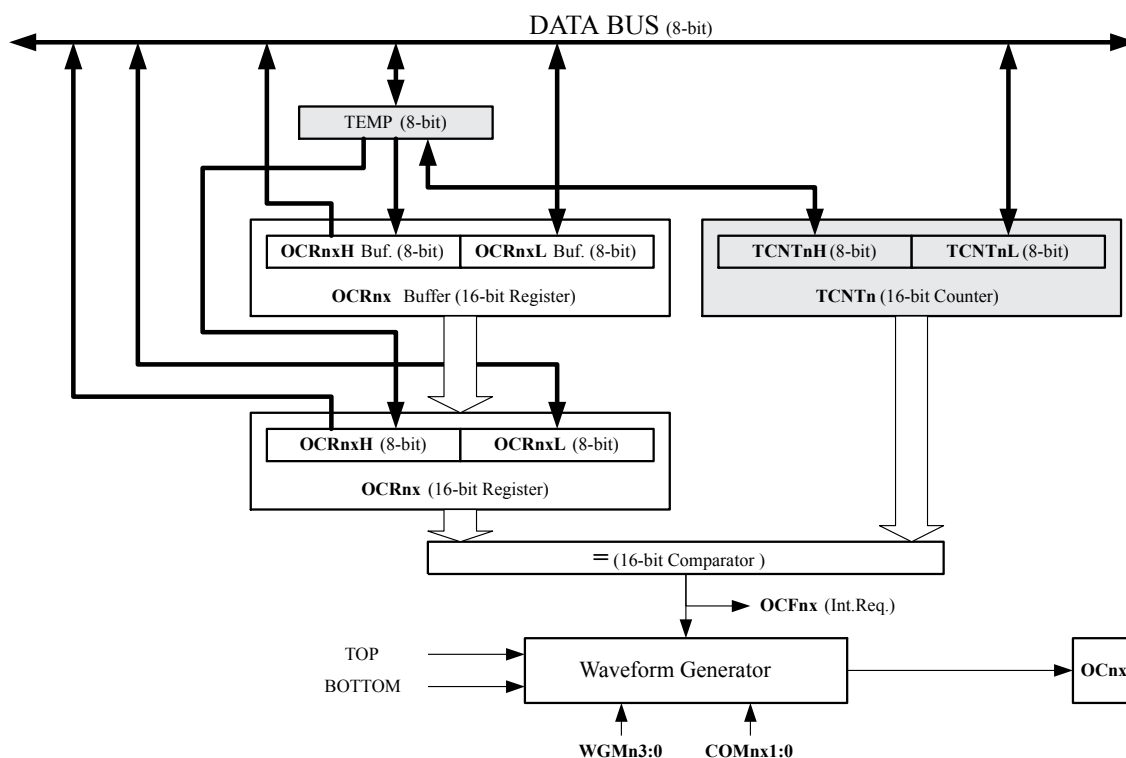 DATA BUS (8-bit)
TEMP (8-bit)
OCRnxH Buf. (8-bit)
OCRnxL Buf. (8-bit)
OCRnx Buffer (16-bit Register)
TCNTnH (8-bit)
TCNTnL (8-bit)
TCNTn (16-bit Counter)
OCRnxH (8-bit)
OCRnxL (8-bit)
OCRnx (16-bit Register)
= (16-bit Comparator )
OCFnx (Int.Req.)
TOP
BOTTOM
Waveform Generator
OCnx
WGMn3:0
COMnx1:0